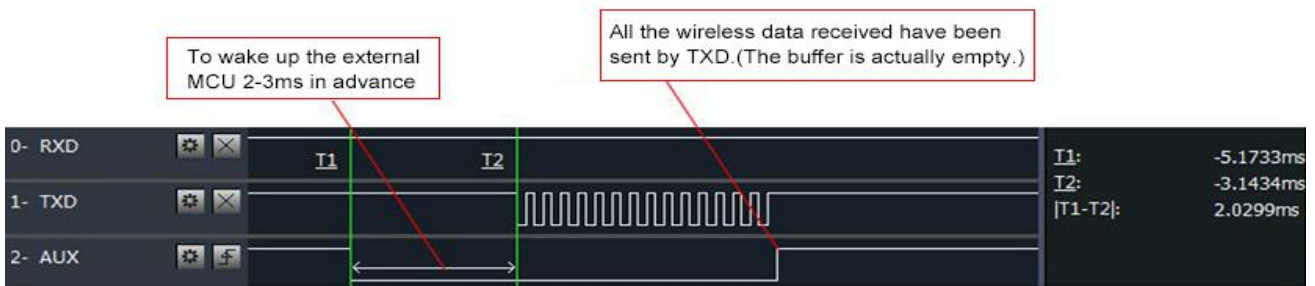 To wake up the external
MCU 2-3ms in advance
All the wireless data received have been
sent by TXD.(The buffer is actually empty.)
0- RXD
T1
T2
1- TXD
2- AUX
T1: -5.1733ms
T2: -3.1434ms
|T1-T2|: 2.0299ms